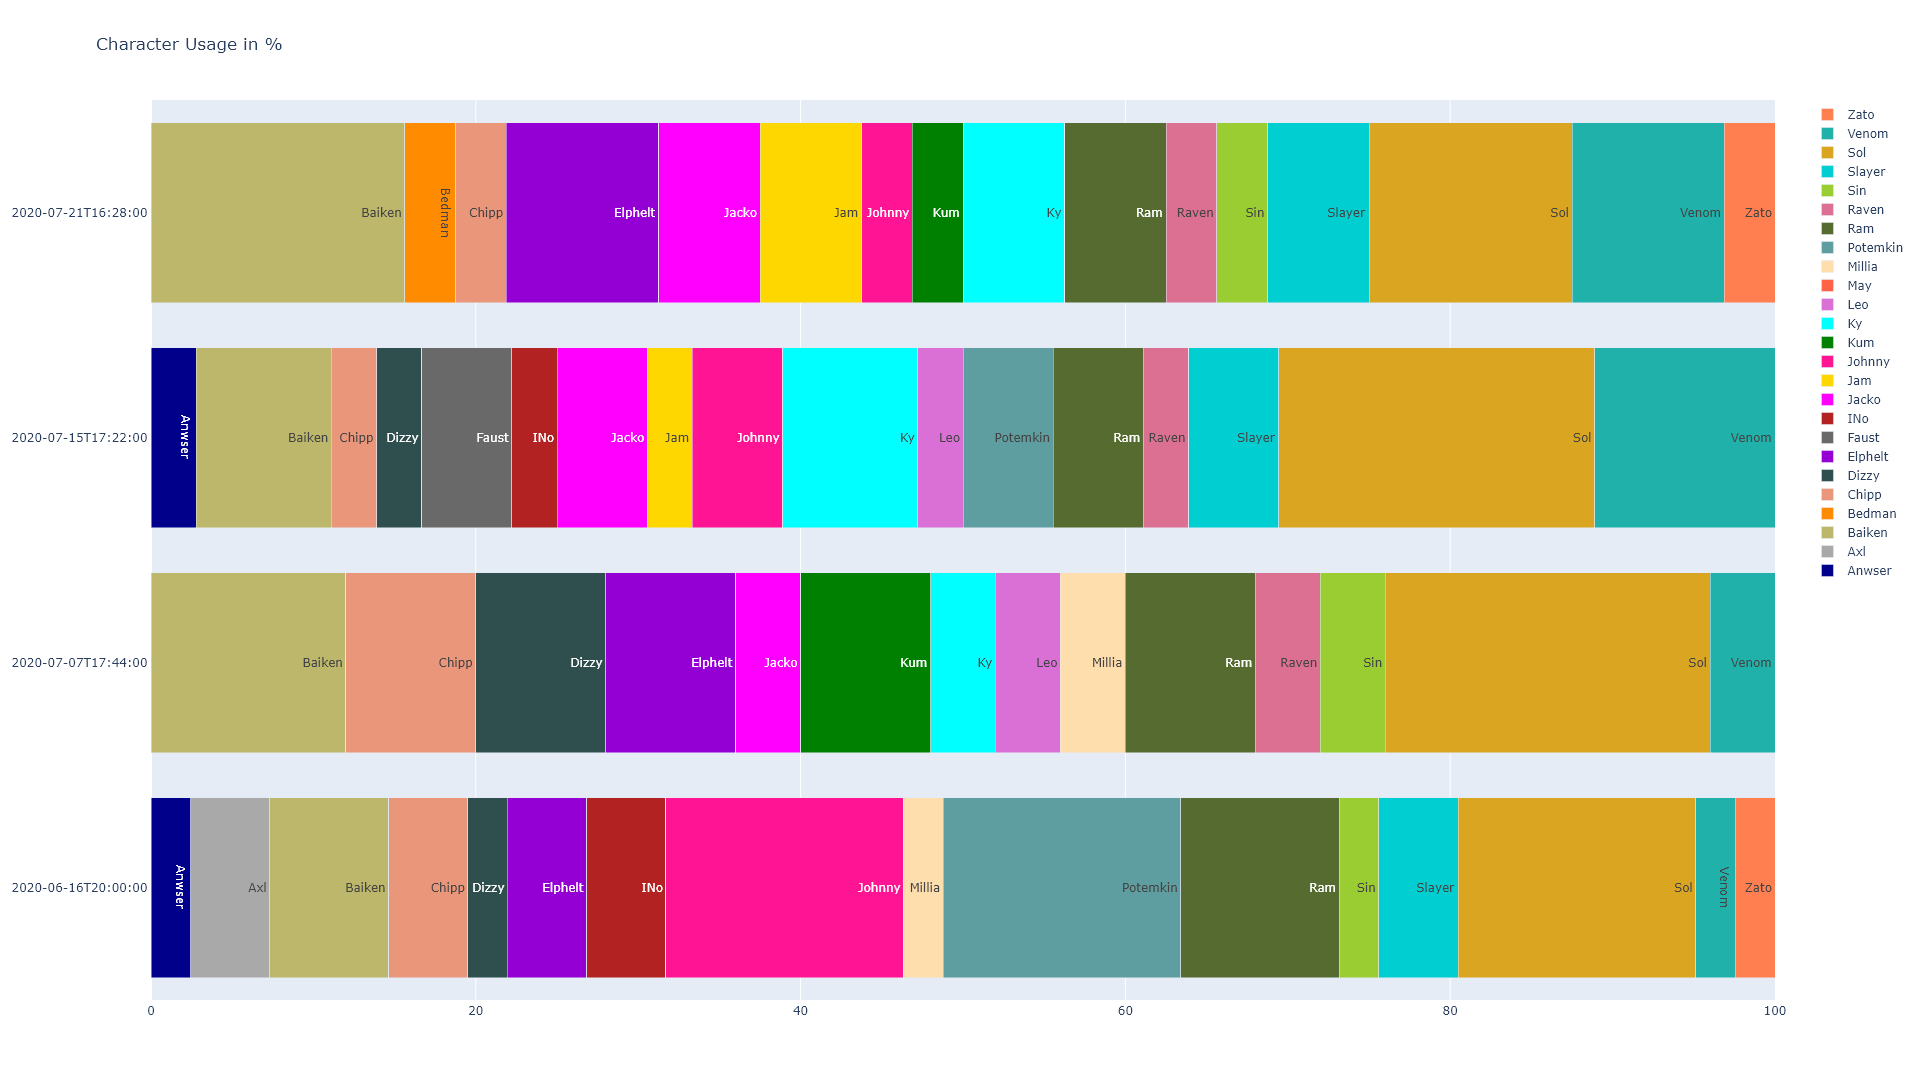 Character Usage in %
2020-07-21T16:28:00 Baiken Bedman Chipp Elphelt Jacko Jam Johnny Kum Ky Ram Raven Sin Slayer Sol Venom Zato
2020-07-15T17:22:00 Anwser Baiken Chipp Dizzy Faust INo Jacko Jam Johnny Ky Leo Potemkin Ram Raven Slayer Sol Venom
2020-07-07T17:44:00 Baiken Chipp Dizzy Elphelt Jacko Kum Ky Leo Millia Ram Raven Sin Sol Venom
2020-06-16T20:00:00 Anwser Axl Baiken Chipp Dizzy Elphelt INo Johnny Millia Potemkin Ram Sin Slayer Sol Venom Zato
0 20 40 60 80 100
Zato
Venom
Sol
Slayer
Sin
Raven
Ram
Potemkin
Millia
May
Leo
Ky
Kum
Johnny
Jam
Jacko
INo
Faust
Elphelt
Dizzy
Chipp
Bedman
Baiken
Axl
Anwser